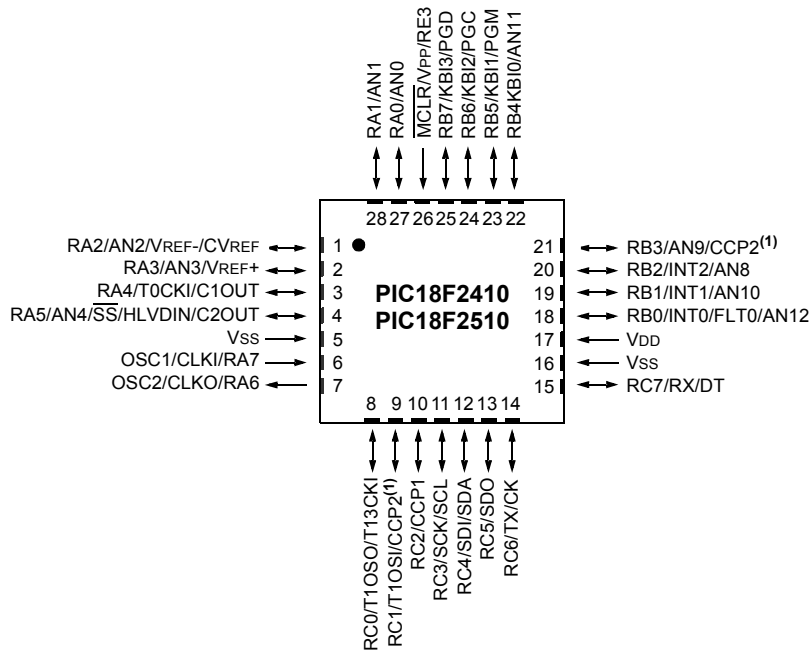 RA1/AN1
RA0/AN0
MCLR/VPP/RE3
RB7/KBI3/PGD
RB6/KBI2/PGC
RB5/KBI1/PGM
RB4KBI0/AN11
28 27 26 25 24 23 22
RA2/AN2/VREF-/CVREF 1
RA3/AN3/VREF+ 2
RA4/T0CKI/C1OUT 3
RA5/AN4/SS/HLVDIN/C2OUT 4
VSS 5
OSC1/CLKI/RA7 6
OSC2/CLKO/RA6 7
PIC18F2410
PIC18F2510
21 RB3/AN9/CCP2(1)
20 RB2/INT2/AN8
19 RB1/INT1/AN10
18 RB0/INT0/FLT0/AN12
17 VDD
16 VSS
15 RC7/RX/DT
8 9 10 11 12 13 14
RC0/T1OSO/T13CKI
RC1/T1OSI/CCP2(1)
RC2/CCP1
RC3/SCK/SCL
RC4/SDI/SDA
RC5/SDO
RC6/TX/CK